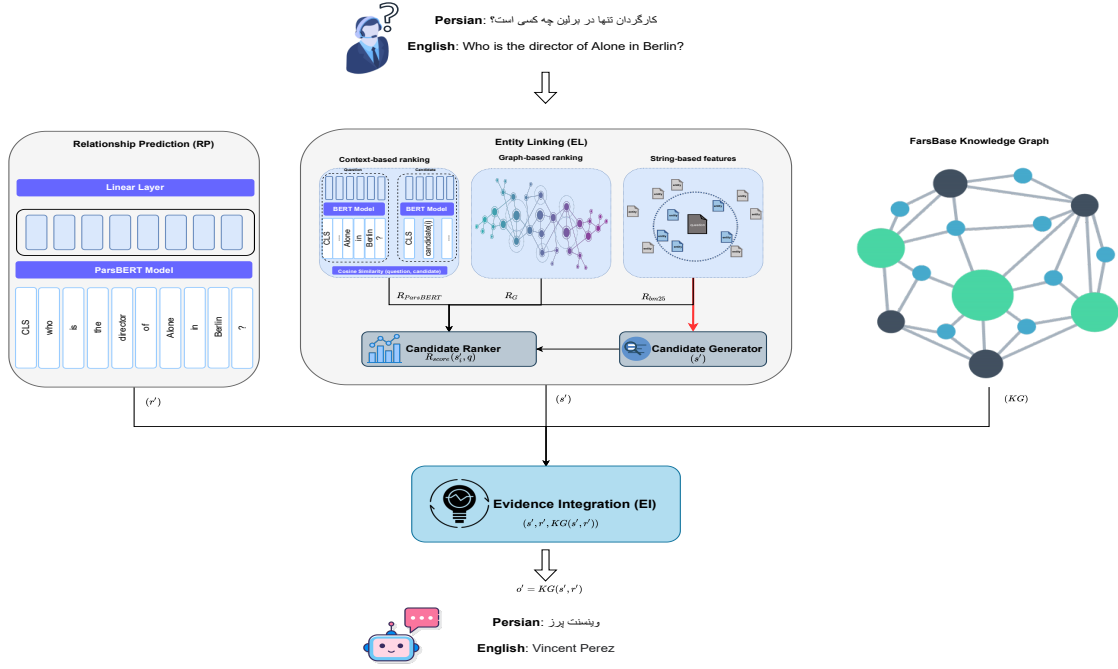 Persian: کارگردان تنها در برلین چه کسی است؟
English: Who is the director of Alone in Berlin?
Relationship Prediction (RP)
Linear Layer
ParsBERT Model
CLS
who
is
the
director
of
Alone
in
Berlin
?
(r′)
Entity Linking (EL)
Context-based ranking
Question
Candidate
BERT Model
BERT Model
CLS
...
Alone
in
Berlin
?
CLS
candidate(i)
...
Cosine Similarity (question, candidate)
Graph-based ranking
String-based features
R_ParsBERT
R_G
R_bm25
Candidate Ranker
R_score(s′_i, q)
Candidate Generator
(s′)
(s′)
FarsBase Knowledge Graph
(KG)
Evidence Integration (EI)
(s′, r′, KG(s′, r′))
o′ = KG(s′, r′)
Persian: وینسنت پرز
English: Vincent Perez